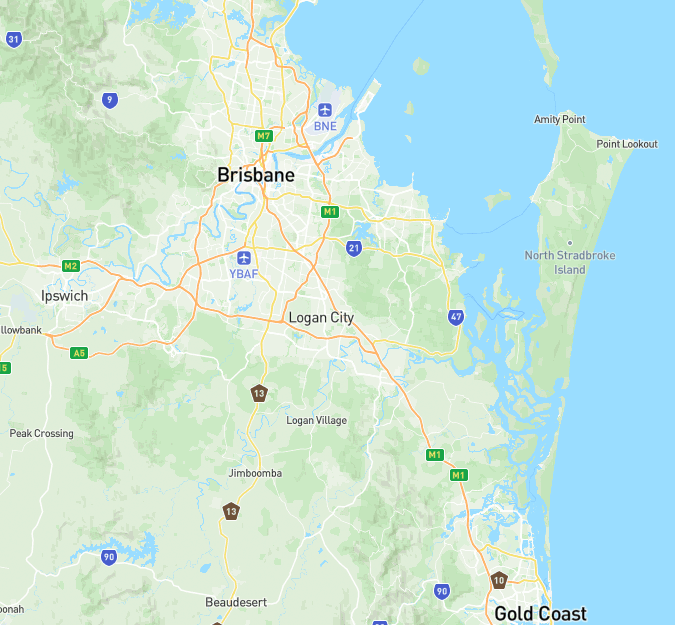 31
9
BNE
Amity Point
M7
Point Lookout
Brisbane
M1
21
North Stradbroke
Island
YBAF
M2
Ipswich
47
Logan City
llowbank
A5
15
13
Logan Village
Peak Crossing
M1
Jimboomba
M1
13
90
10
90
Beaudesert
onah
Gold Coast